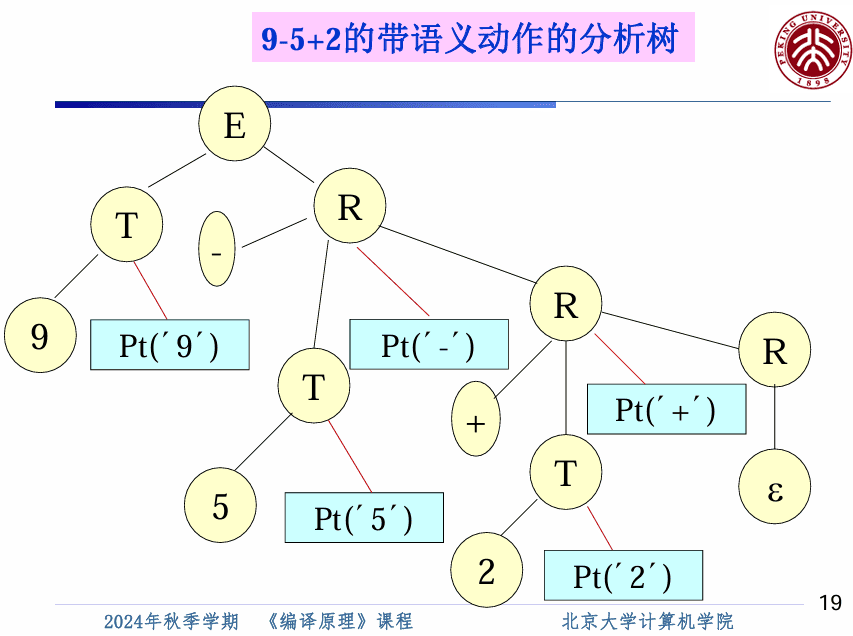 9-5+2的带语义动作的分析树
PEKING UNIVERSITY
1898
E
T
-
R
9
Pt(´9´)
T
Pt(´-´)
R
R
5
Pt(´5´)
+
T
Pt(´+´)
ε
2
Pt(´2´)
19
2024年秋季学期 《编译原理》课程 北京大学计算机学院